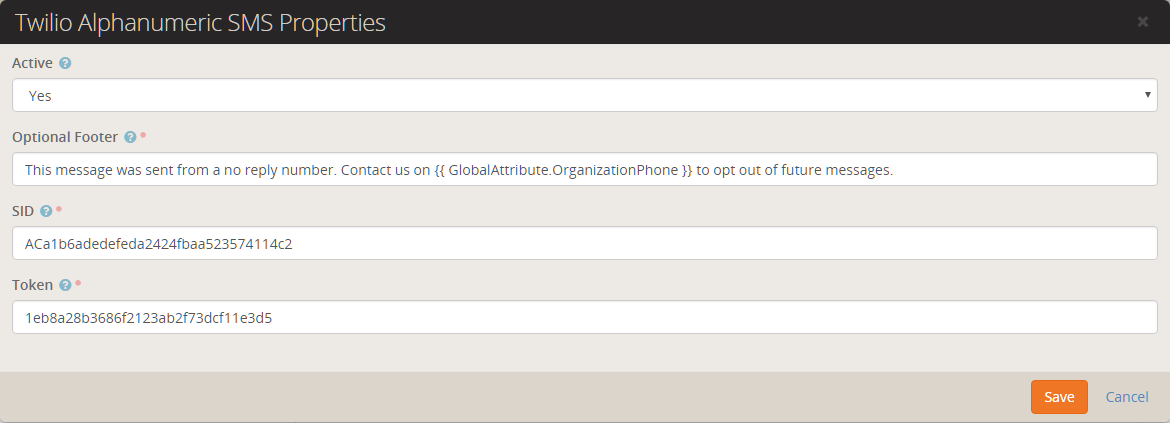 Twilio Alphanumeric SMS Properties
Active
Yes
Optional Footer
This message was sent from a no reply number. Contact us on {{ GlobalAttribute.OrganizationPhone }} to opt out of future messages.
SID
ACa1b6adedefeda2424fbaa523574114c2
Token
1eb8a28b3686f2123ab2f73dcf11e3d5
Save Cancel